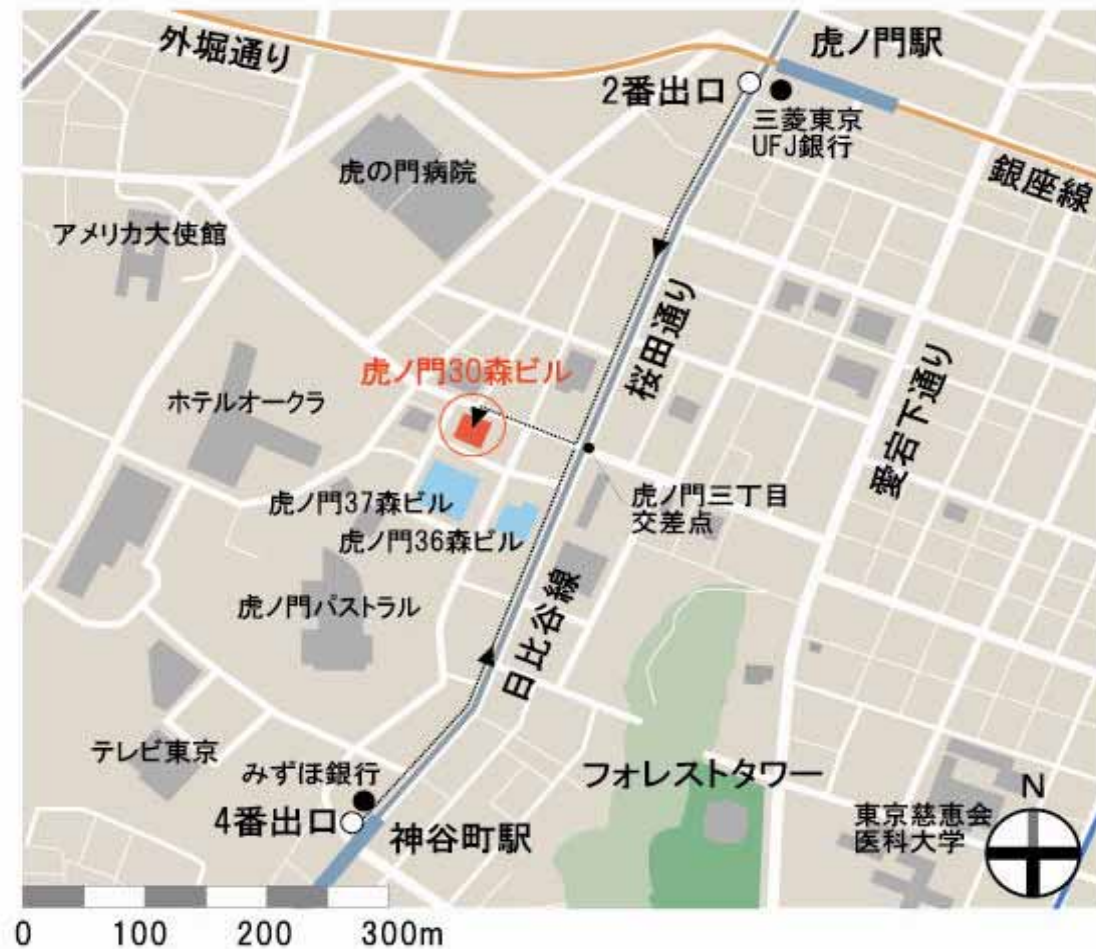 外堀通り
虎ノ門駅
2番出口
三菱東京
UFJ銀行
銀座線
虎の門病院
アメリカ大使館
桜田通り
愛宕下通り
虎ノ門30森ビル
ホテルオークラ
虎ノ門三丁目
交差点
虎ノ門37森ビル
虎ノ門36森ビル
虎ノ門パストラル
日比谷線
テレビ東京
みずほ銀行
フォレストタワー
4番出口
神谷町駅
東京慈恵会
医科大学
N
0 100 200 300m